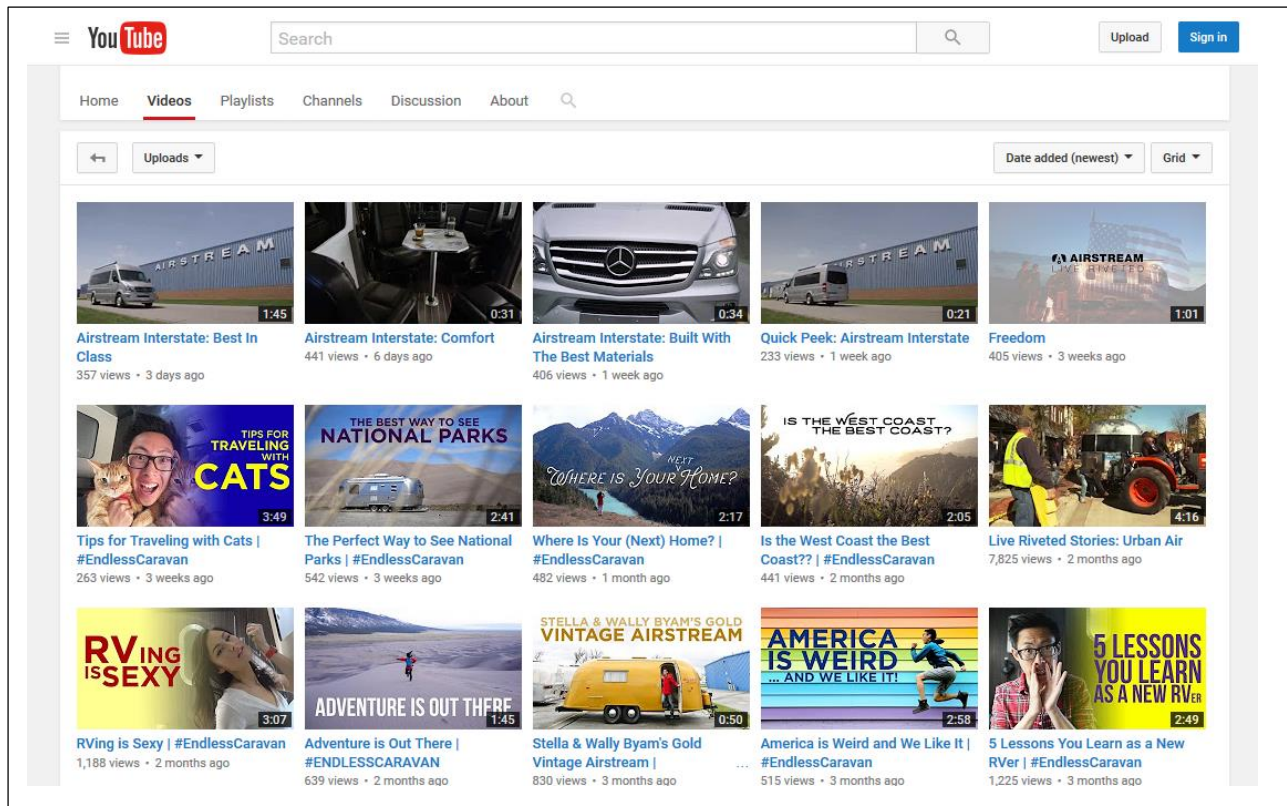 YouTube
Search
Upload
Sign in
Home Videos Playlists Channels Discussion About
Uploads
Date added (newest)
Grid
AIRSTREAM
1:45
Airstream Interstate: Best In
Class
357 views • 3 days ago
0:31
Airstream Interstate: Comfort
441 views • 6 days ago
0:34
Airstream Interstate: Built With
The Best Materials
406 views • 1 week ago
STREAM
0:21
Quick Peek: Airstream Interstate
233 views • 1 week ago
AIRSTREAM
LIVE RIVETED
1:01
Freedom
405 views • 3 weeks ago
TIPS FOR
TRAVELING
WITH
CATS
3:49
Tips for Traveling with Cats |
#EndlessCaravan
263 views • 3 weeks ago
THE BEST WAY TO SEE
NATIONAL PARKS
2:41
The Perfect Way to See National
Parks | #EndlessCaravan
542 views • 3 weeks ago
NEXT
WHERE IS YOUR HOME?
2:17
Where Is Your (Next) Home? |
#EndlessCaravan
482 views • 1 month ago
IS THE WEST COAST
THE BEST COAST?
2:05
Is the West Coast the Best
Coast?? | #EndlessCaravan
441 views • 2 months ago
4:16
Live Riveted Stories: Urban Air
7,825 views • 2 months ago
RVING
IS SEXY
3:07
RVing is Sexy | #EndlessCaravan
1,188 views • 2 months ago
ADVENTURE IS OUT THERE
1:45
Adventure is Out There |
#ENDLESSCARAVAN
639 views • 2 months ago
STELLA & WALLY BYAM'S GOLD
VINTAGE AIRSTREAM
0:50
Stella & Wally Byam's Gold
Vintage Airstream | ...
830 views • 3 months ago
AMERICA
IS WEIRD
... AND WE LIKE IT!
2:58
America is Weird and We Like It |
#EndlessCaravan
515 views • 3 months ago
5 LESSONS
YOU LEARN
AS A NEW RVER
2:49
5 Lessons You Learn as a New
RVer | #EndlessCaravan
1,225 views • 3 months ago